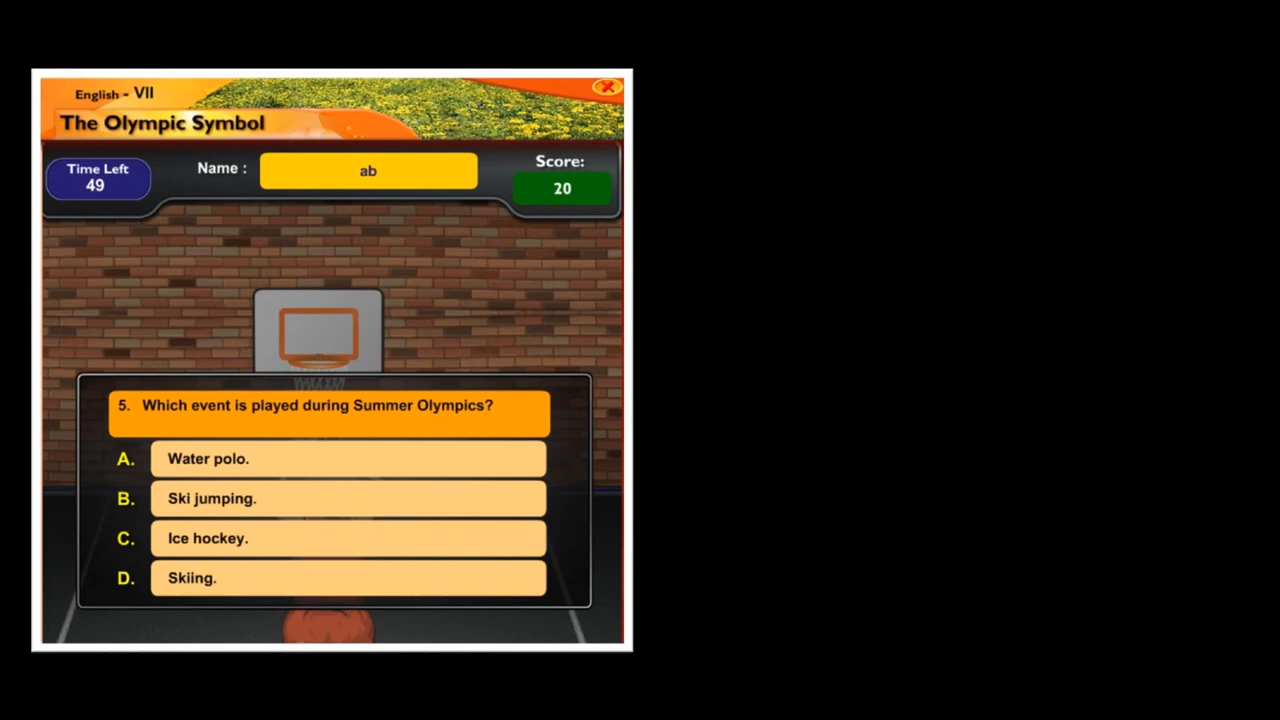 English - VII
The Olympic Symbol
Time Left
49
Name :
ab
Score:
20
5. Which event is played during Summer Olympics?
A. Water polo.
B. Ski jumping.
C. Ice hockey.
D. Skiing.